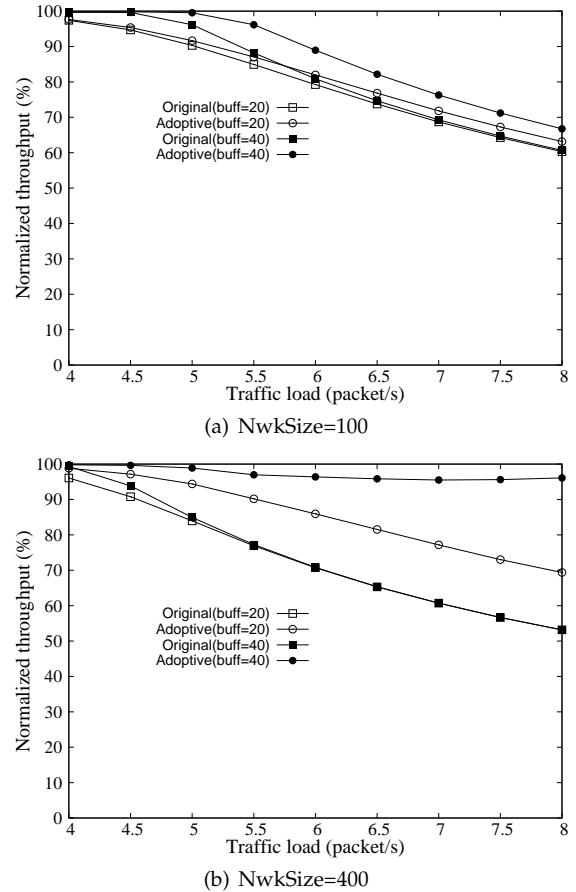 100
90
80
70
60
50
40
30
20
10
0
Normalized throughput (%)
Original(buff=20)
Adoptive(buff=20)
Original(buff=40)
Adoptive(buff=40)
4 4.5 5 5.5 6 6.5 7 7.5 8
Traffic load (packet/s)
(a) NwkSize=100
100
90
80
70
60
50
40
30
20
10
0
Normalized throughput (%)
Original(buff=20)
Adoptive(buff=20)
Original(buff=40)
Adoptive(buff=40)
4 4.5 5 5.5 6 6.5 7 7.5 8
Traffic load (packet/s)
(b) NwkSize=400